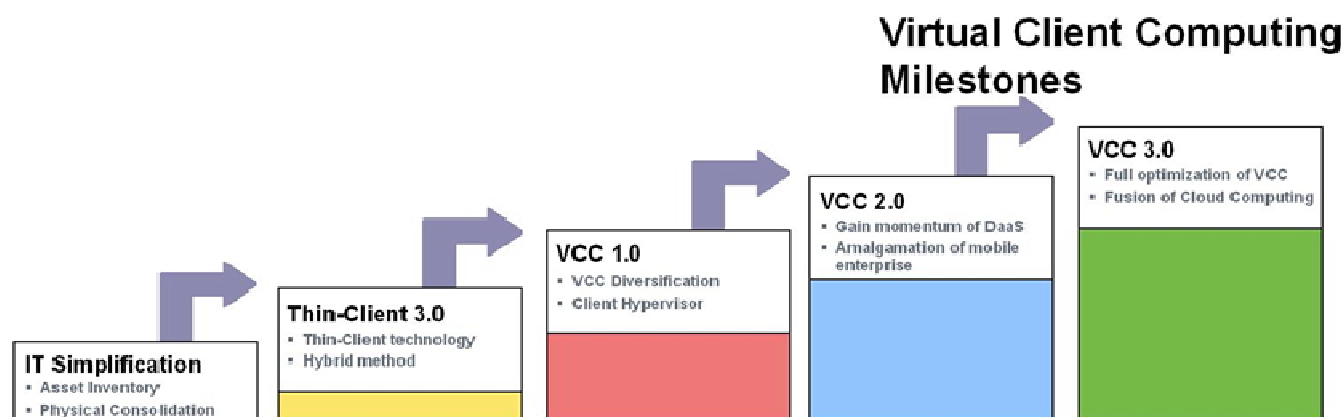 Virtual Client Computing
Milestones
IT Simplification
▪ Asset Inventory
▪ Physical Consolidation
Thin-Client 3.0
▪ Thin-Client technology
▪ Hybrid method
VCC 1.0
▪ VCC Diversification
▪ Client Hypervisor
VCC 2.0
▪ Gain momentum of DaaS
▪ Amalgamation of mobile
enterprise
VCC 3.0
▪ Full optimization of VCC
▪ Fusion of Cloud Computing